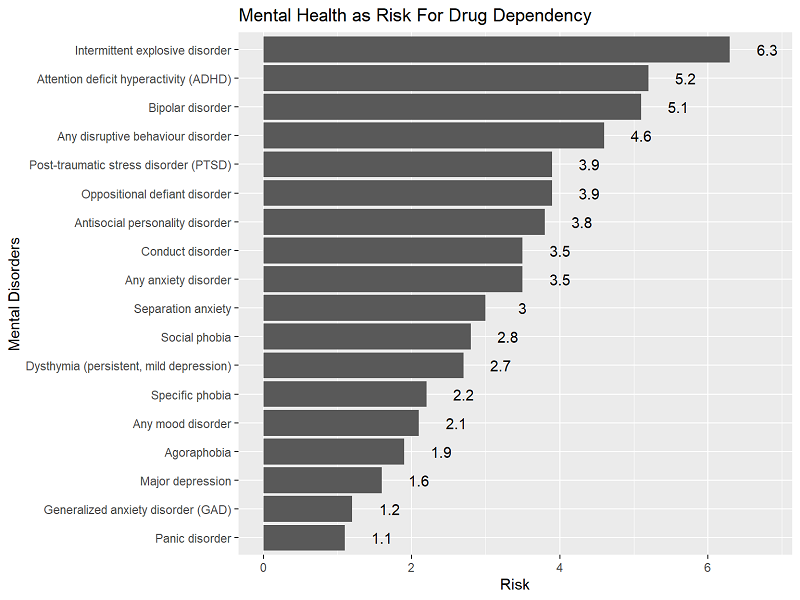 Mental Health as Risk For Drug Dependency
Mental Disorders
Intermittent explosive disorder 6.3
Attention deficit hyperactivity (ADHD) 5.2
Bipolar disorder 5.1
Any disruptive behaviour disorder 4.6
Post-traumatic stress disorder (PTSD) 3.9
Oppositional defiant disorder 3.9
Antisocial personality disorder 3.8
Conduct disorder 3.5
Any anxiety disorder 3.5
Separation anxiety 3
Social phobia 2.8
Dysthymia (persistent, mild depression) 2.7
Specific phobia 2.2
Any mood disorder 2.1
Agoraphobia 1.9
Major depression 1.6
Generalized anxiety disorder (GAD) 1.2
Panic disorder 1.1
0 2 4 6
Risk